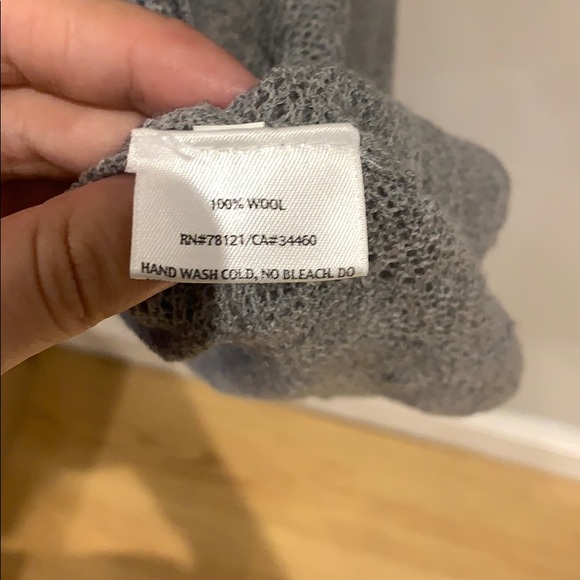 100% WOOL
RN#78121/CA#34460
HAND WASH COLD, NO BLEACH. DO